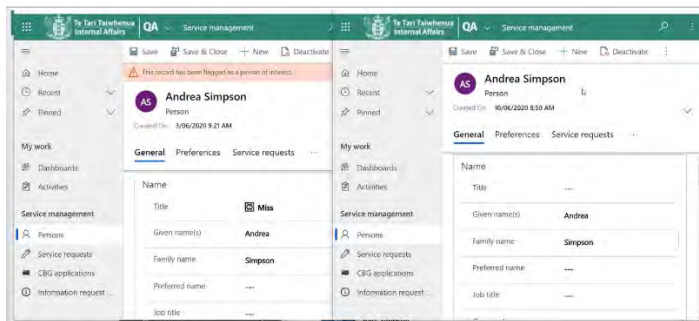 Te Tari Taiwhenua
Internal Affairs
QA
Service management
Save
Save & Close
New
Deactivate
Home
Recent
Pinned
My work
Dashboards
Activities
Service management
Persons
Service requests
CBG applications
Information request ...
This record has been flagged as a person of interest.
AS
Andrea Simpson
Person
Created On 3/06/2020 9:21 AM
General Preferences Service requests ...
Name
Title Miss
Given name(s) Andrea
Family name Simpson
Preferred name ---
Job title ---
Te Tari Taiwhenua
Internal Affairs
QA
Service management
Save
Save & Close
New
Deactivate
Home
Recent
Pinned
My work
Dashboards
Activities
Service management
Persons
Service requests
CBG applications
Information request ...
AS
Andrea Simpson
Person
Created On 10/06/2020 8:50 AM
General Preferences Service requests ...
Name
Title ---
Given name(s) Andrea
Family name Simpson
Preferred name ---
Job title ---